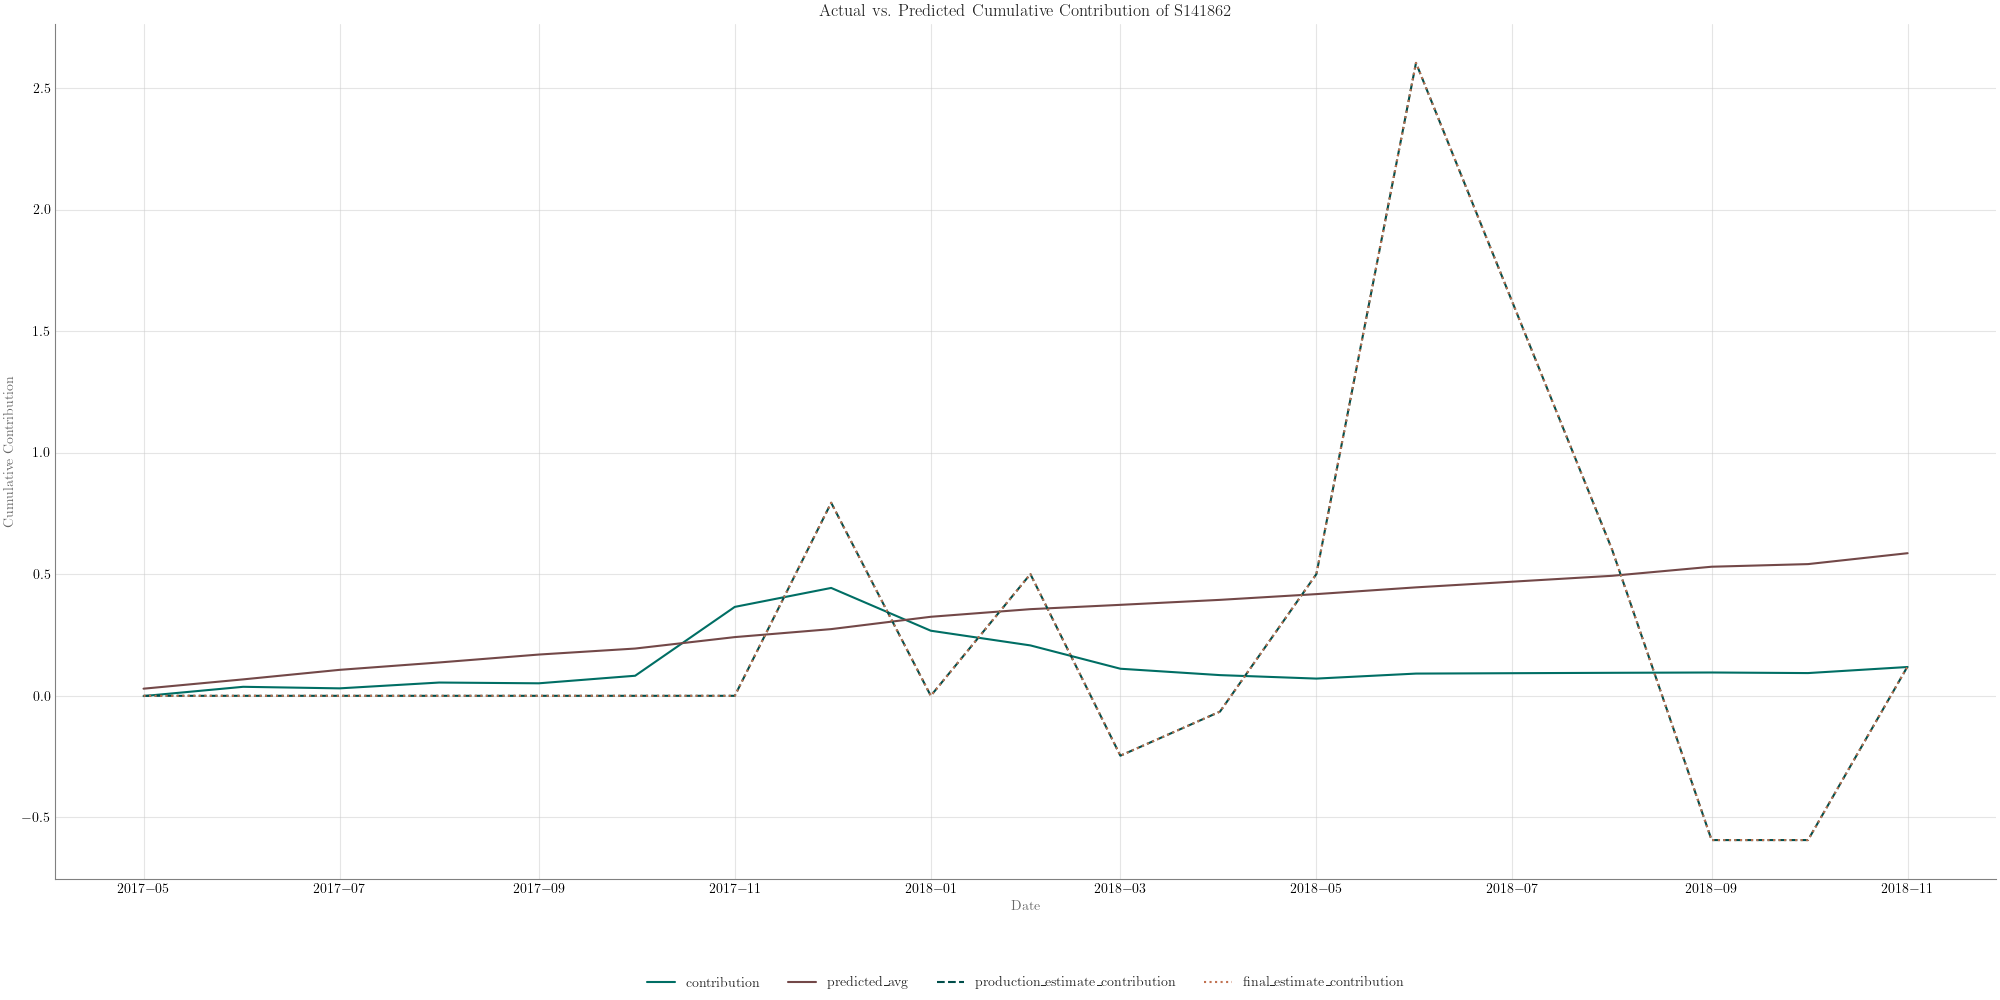 Actual vs. Predicted Cumulative Contribution of S141862
Cumulative Contribution
2.5
2.0
1.5
1.0
0.5
0.0
−0.5
2017−05 2017−07 2017−09 2017−11 2018−01 2018−03 2018−05 2018−07 2018−09 2018−11
Date
contribution predicted_avg production_estimate_contribution final_estimate_contribution